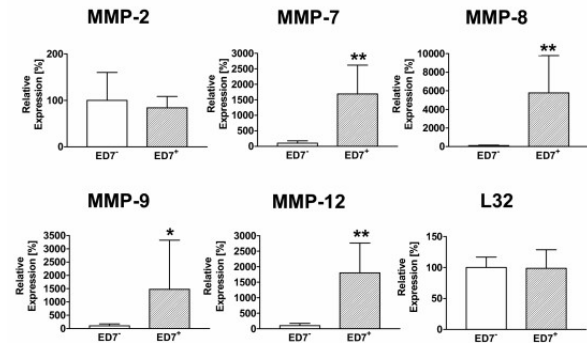 MMP-2
Relative
Expression [%]
200
100
0
ED7⁻
ED7⁺
MMP-7
Relative
Expression [%]
3000
2500
2000
1500
1000
500
0
**
ED7⁻
ED7⁺
MMP-8
Relative
Expression [%]
10000
8000
6000
4000
2000
0
**
ED7⁻
ED7⁺
MMP-9
Relative
Expression [%]
3500
3000
2500
2000
1500
1000
500
0
*
ED7⁻
ED7⁺
MMP-12
Relative
Expression [%]
3000
2500
2000
1500
1000
500
0
**
ED7⁻
ED7⁺
L32
Relative
Expression [%]
150
100
50
0
ED7⁻
ED7⁺